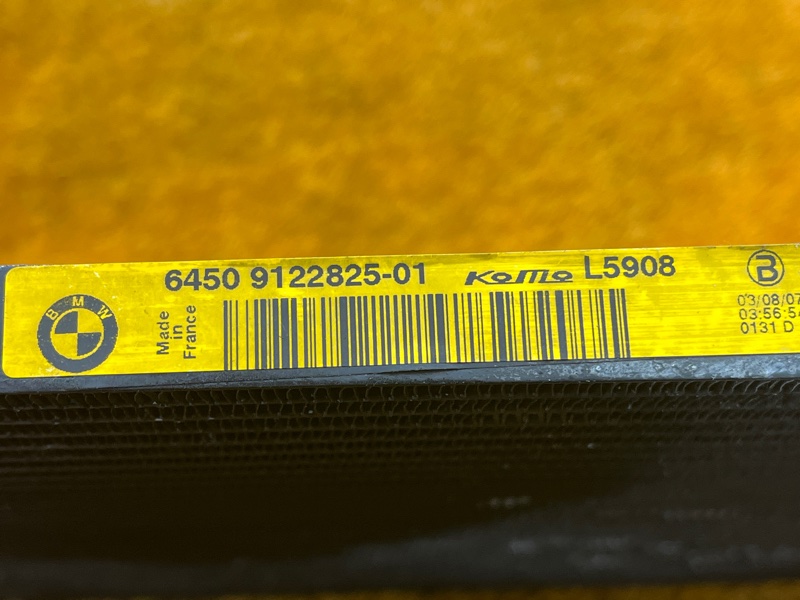 6450 9122825-01 KoMo L5908
B
BMW
Made
in
France
03/08/07
03:56:54
0131 D